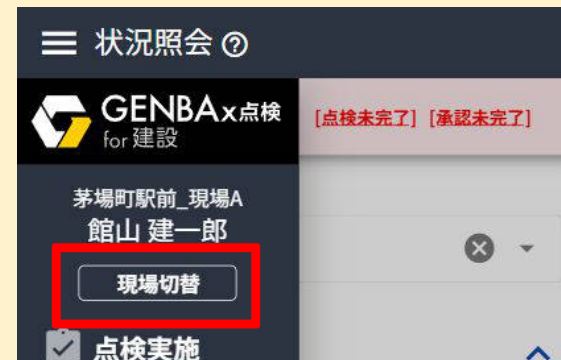 状況照会
GENBAx点検
for 建設
[点検未完了] [承認未完了]
茅場町駅前_現場A
館山 建一郎
現場切替
点検実施